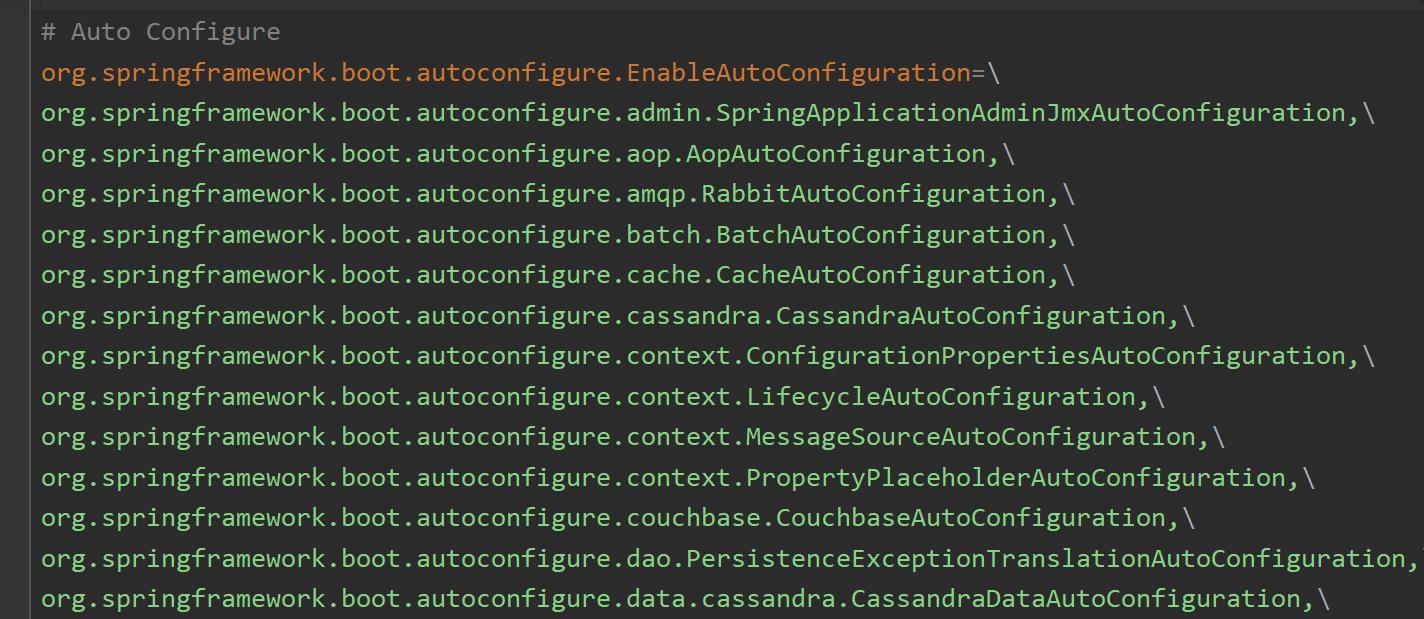 # Auto Configure
org.springframework.boot.autoconfigure.EnableAutoConfiguration=\
org.springframework.boot.autoconfigure.admin.SpringApplicationAdminJmxAutoConfiguration,\
org.springframework.boot.autoconfigure.aop.AopAutoConfiguration,\
org.springframework.boot.autoconfigure.amqp.RabbitAutoConfiguration,\
org.springframework.boot.autoconfigure.batch.BatchAutoConfiguration,\
org.springframework.boot.autoconfigure.cache.CacheAutoConfiguration,\
org.springframework.boot.autoconfigure.cassandra.CassandraAutoConfiguration,\
org.springframework.boot.autoconfigure.context.ConfigurationPropertiesAutoConfiguration,\
org.springframework.boot.autoconfigure.context.LifecycleAutoConfiguration,\
org.springframework.boot.autoconfigure.context.MessageSourceAutoConfiguration,\
org.springframework.boot.autoconfigure.context.PropertyPlaceholderAutoConfiguration,\
org.springframework.boot.autoconfigure.couchbase.CouchbaseAutoConfiguration,\
org.springframework.boot.autoconfigure.dao.PersistenceExceptionTranslationAutoConfiguration,
org.springframework.boot.autoconfigure.data.cassandra.CassandraDataAutoConfiguration,\